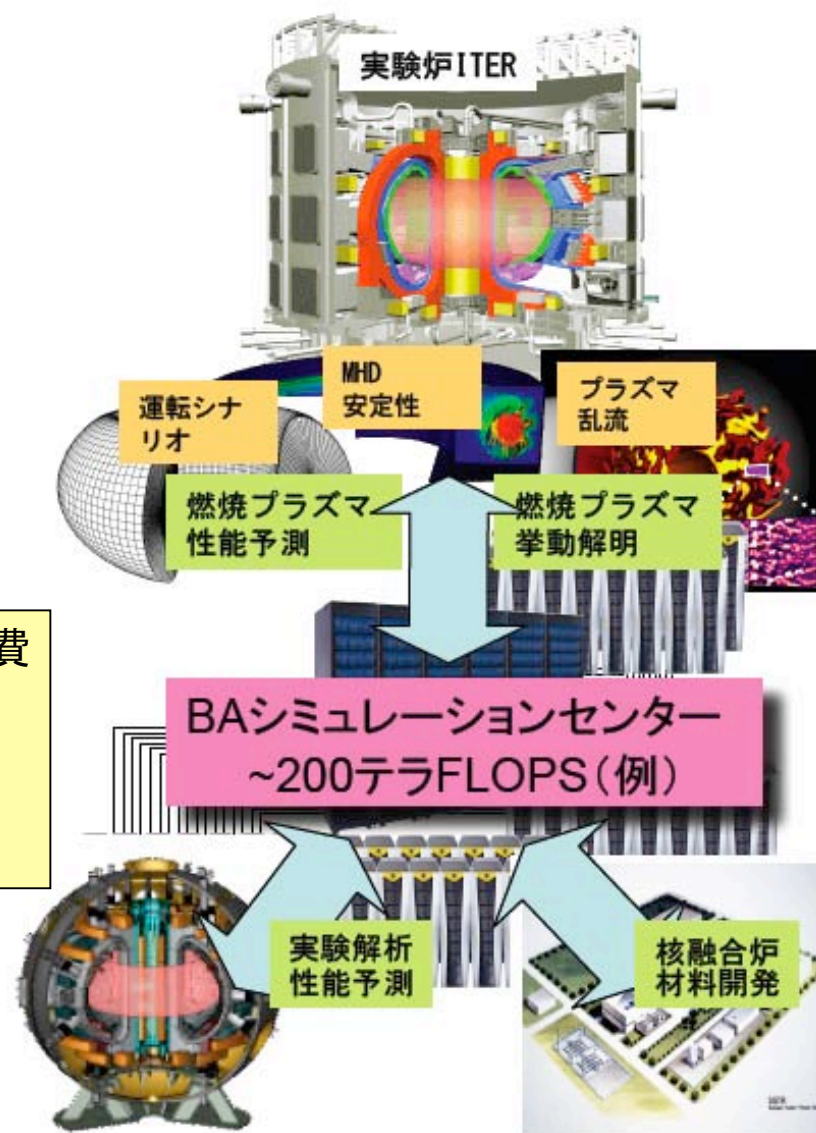 実験炉ITER
MHD
安定性
運転シナ
リオ
プラズマ
乱流
燃焼プラズマ
性能予測
燃焼プラズマ
挙動解明
費
BAシミュレーションセンター
~200テラFLOPS(例)
実験解析
性能予測
核融合炉
材料開発